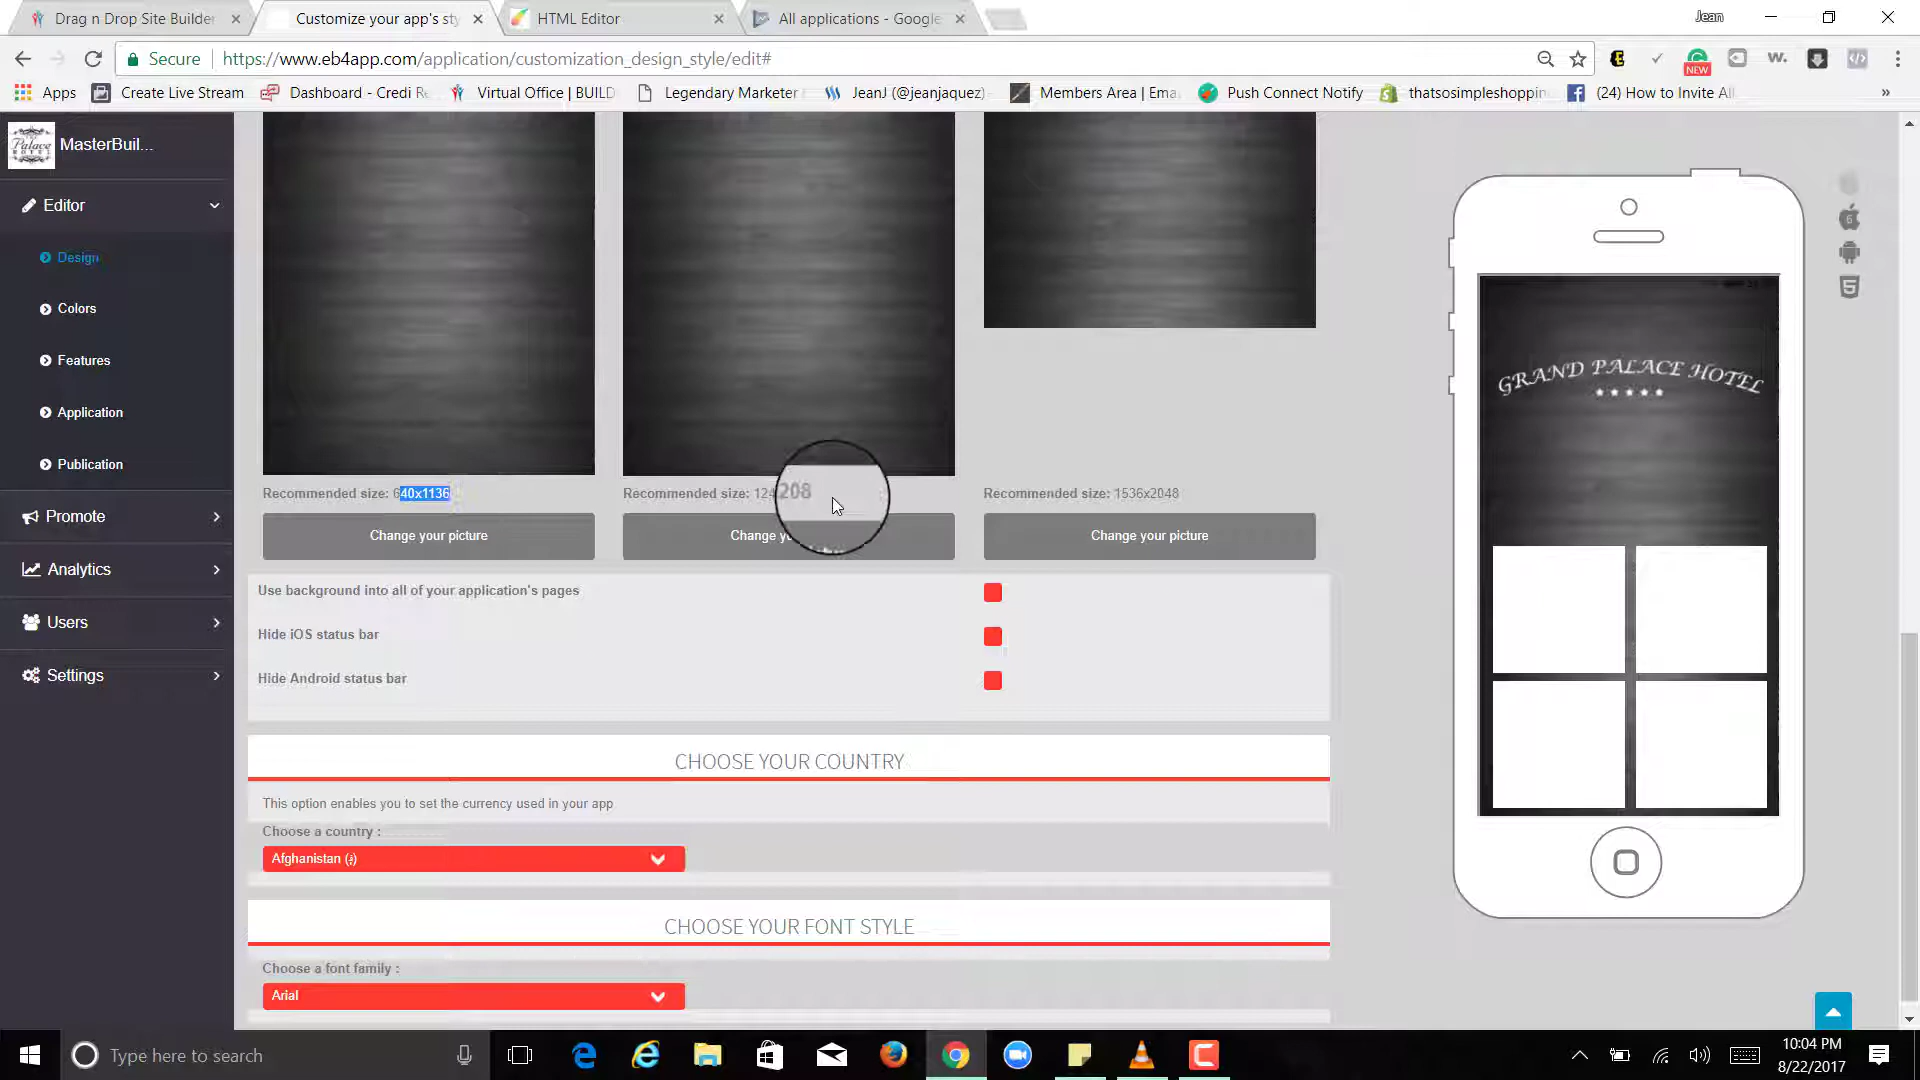 Drag n Drop Site Builder
Customize your app's sty
HTML Editor
All applications - Google
Jean
Secure
https://www.eb4app.com/application/customization_design_style/edit#
NEW
Apps
Create Live Stream
Dashboard - Credi Re
Virtual Office | BUILD
Legendary Marketer
JeanJ (@jeanjaquez)
Members Area | Ema
Push Connect Notify
thatsosimpleshoppin
(24) How to Invite All
»
Palace
HOTEL
MasterBuil...
Editor
Design
Colors
Features
Application
Publication
Promote
Analytics
Users
Settings
Recommended size: 640x1136
Recommended size: 124 208
Recommended size: 1536x2048
Change your picture
Change yo
Change your picture
Use background into all of your application's pages
Hide iOS status bar
Hide Android status bar
CHOOSE YOUR COUNTRY
This option enables you to set the currency used in your app
Choose a country :
Afghanistan (؋)
CHOOSE YOUR FONT STYLE
Choose a font family :
Arial
GRAND PALACE HOTEL
6
5
Type here to search
10:04 PM
8/22/2017